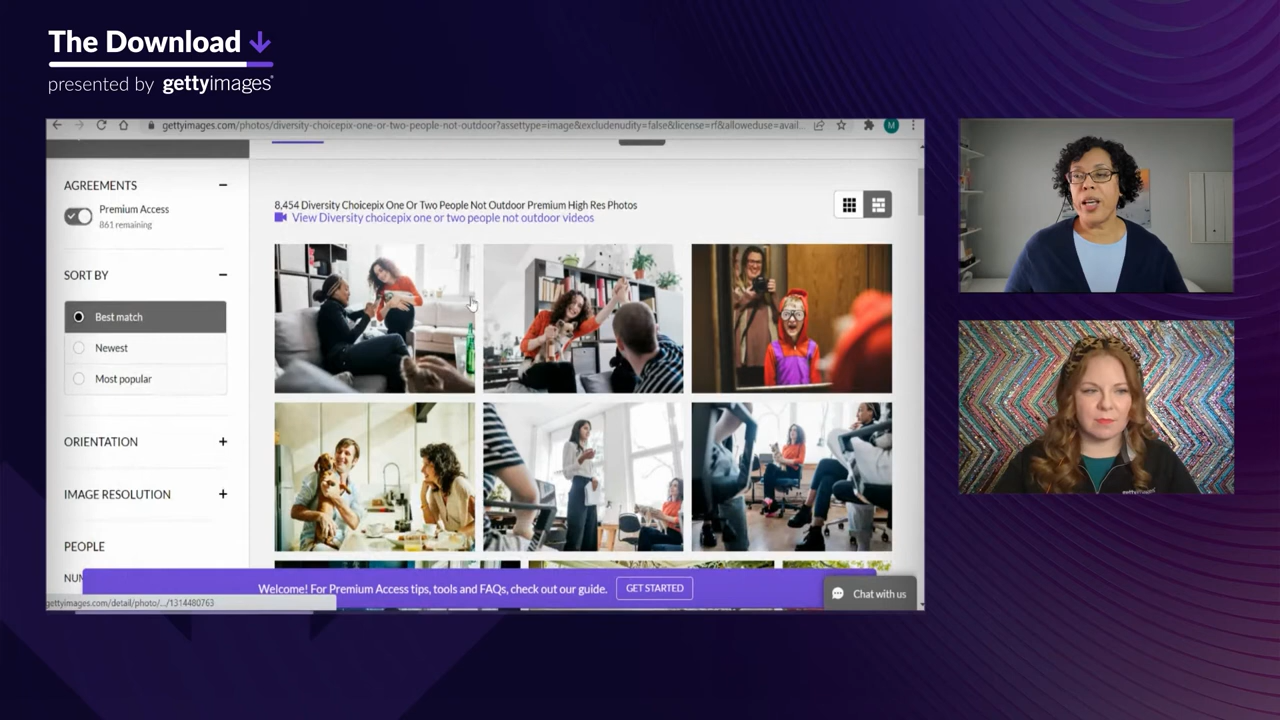 The Download
presented by gettyimages®
gettyimages.com/photos/diversity-choicepix-one-or-two-people-not-outdoor?assettype=image&excludenudity=false&license=rf&alloweduse=avail...
M
AGREEMENTS
Premium Access
861 remaining
SORT BY
Best match
Newest
Most popular
ORIENTATION
IMAGE RESOLUTION
PEOPLE
NUM
8,454 Diversity Choicepix One Or Two People Not Outdoor Premium High Res Photos
View Diversity choicepix one or two people not outdoor videos
Welcome! For Premium Access tips, tools and FAQs, check out our guide.
GET STARTED
Chat with us
gettyimages.com/detail/photo/.../1314480763
gettyimages